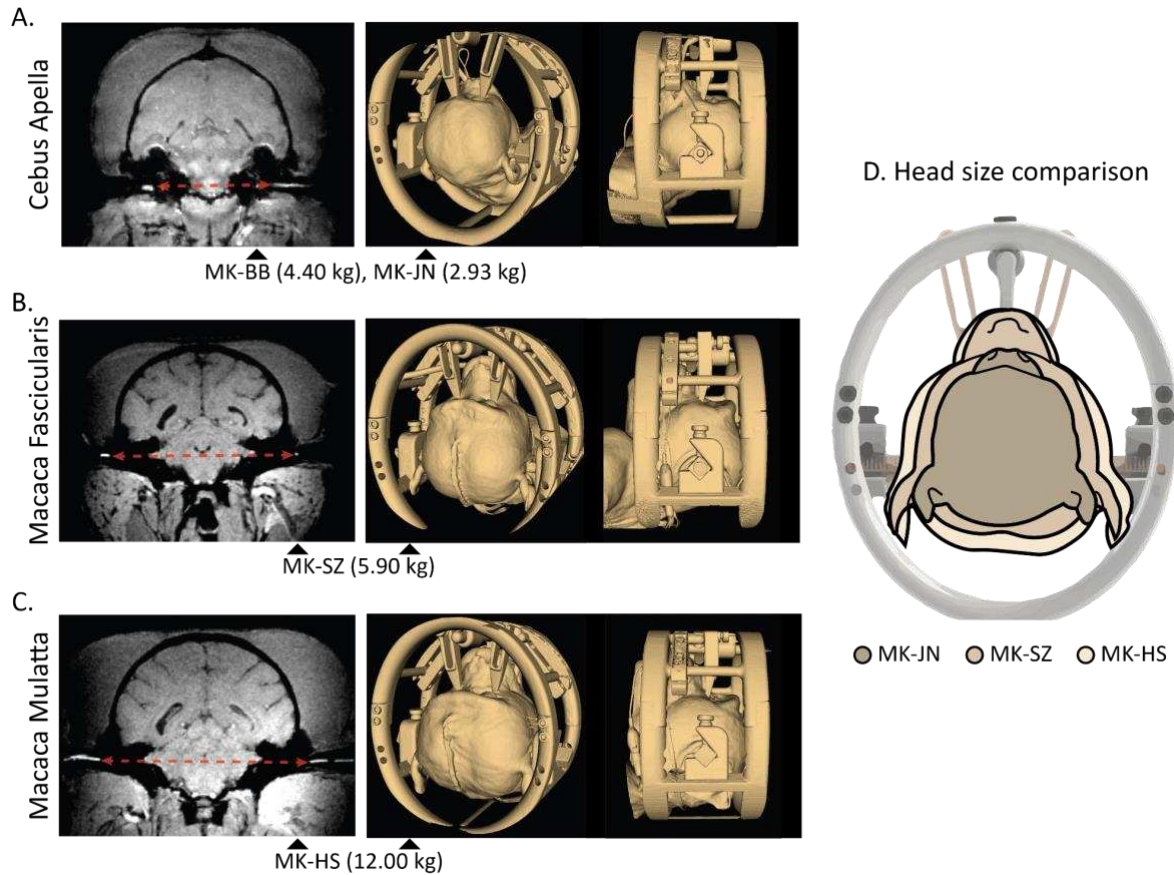 A.
Cebus Apella
MK-BB (4.40 kg), MK-JN (2.93 kg)
B.
Macaca Fascicularis
MK-SZ (5.90 kg)
C.
Macaca Mulatta
MK-HS (12.00 kg)
D. Head size comparison
MK-JN MK-SZ MK-HS